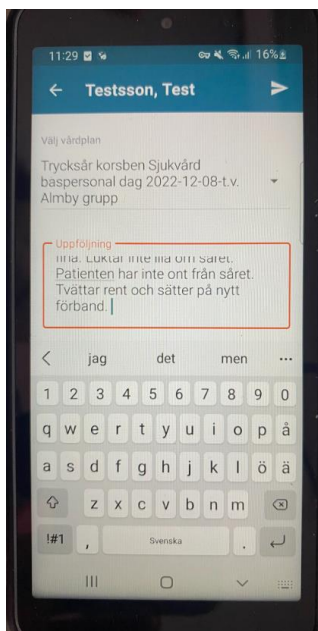 11:29 16%
Testsson, Test
Välj vårdplan
Trycksår korsben Sjukvård
baspersonal dag 2022-12-08-t.v.
Almby grupp
Uppföljning
fina. Luktar inte illa om såret.
Patienten har inte ont från såret.
Tvättar rent och sätter på nytt
förband.
jag det men ...
1 2 3 4 5 6 7 8 9 0
q w e r t y u i o p å
a s d f g h j k l ö ä
z x c v b n m
!#1 , Svenska .